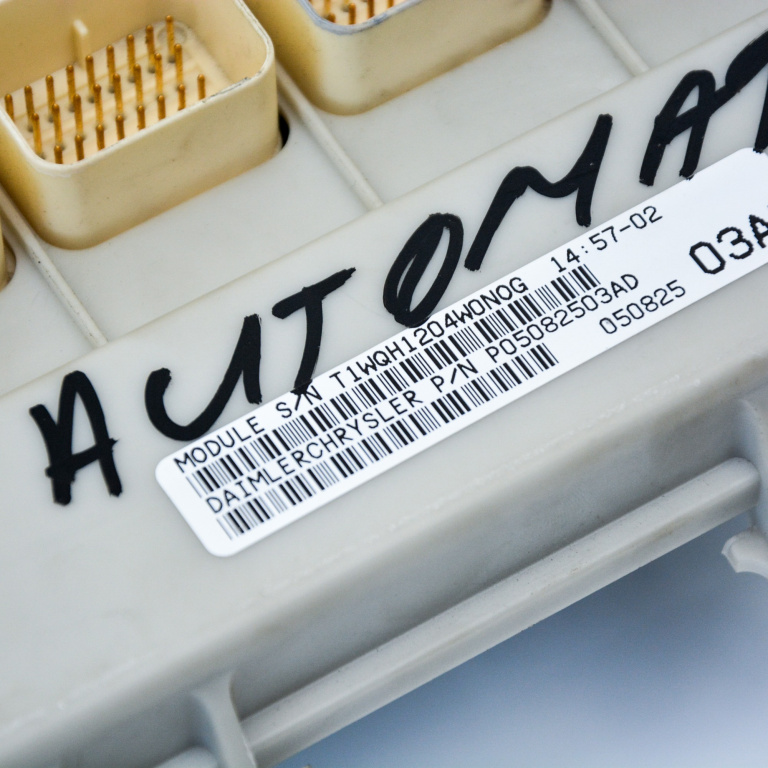 AUTOMAT
MODULE S/N T1WQH1204W0N0G 14:57-02
DAIMLERCHRYSLER P/N P05082503AD
050825
03A